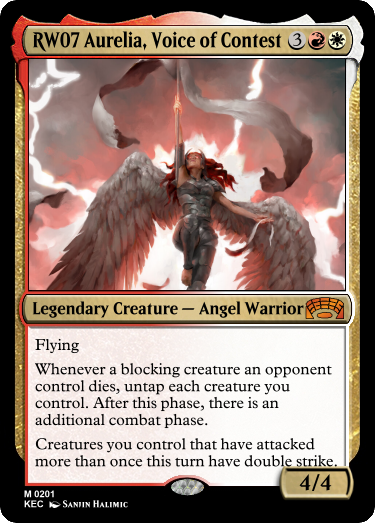 RW07 Aurelia, Voice of Contest 3
Legendary Creature — Angel Warrior
Flying
Whenever a blocking creature an opponent
control dies, untap each creature you
control. After this phase, there is an
additional combat phase.
Creatures you control that have attacked
more than once this turn have double strike.
4/4
M 0201
KEC SANJIN HALIMIC